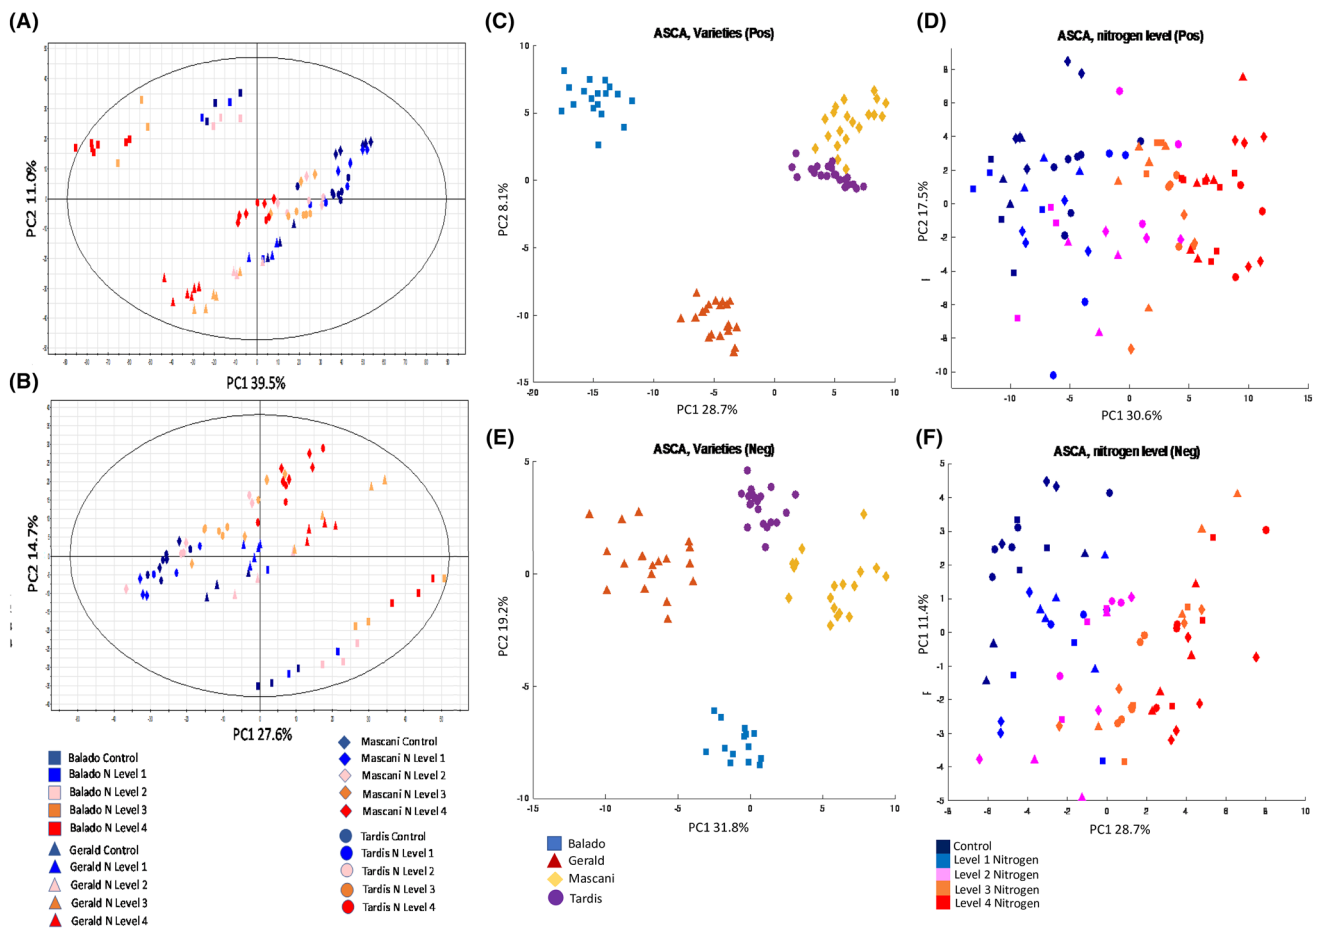 (A)
PC2 11.0%
PC1 39.5%
(B)
PC2 14.7%
PC1 27.6%
Balado Control
Balado N Level 1
Balado N Level 2
Balado N Level 3
Balado N Level 4
Gerald Control
Gerald N Level 1
Gerald N Level 2
Gerald N Level 3
Gerald N Level 4
Mascani Control
Mascani N Level 1
Mascani N Level 2
Mascani N Level 3
Mascani N Level 4
Tardis Control
Tardis N Level 1
Tardis N Level 2
Tardis N Level 3
Tardis N Level 4
(C)
ASCA, Varieties (Pos)
10
5
0
-5
-10
-15
PC2 8.1%
-15
-10
-5
0
5
10
PC1 28.7%
(D)
ASCA, nitrogen level (Pos)
8
6
4
2
0
-2
-4
-6
-8
-10
PC2 17.5%
-10
-5
0
5
10
15
PC1 30.6%
(E)
ASCA, Varieties (Neg)
5
0
-5
-10
PC2 19.2%
-15
-10
-5
0
5
10
PC1 31.8%
Balado
Gerald
Mascani
Tardis
(F)
ASCA, nitrogen level (Neg)
5
4
3
2
1
0
-1
-2
-3
-4
-5
PC1 11.4%
-8
-6
-4
-2
0
2
4
6
8
10
PC1 28.7%
Control
Level 1 Nitrogen
Level 2 Nitrogen
Level 3 Nitrogen
Level 4 Nitrogen